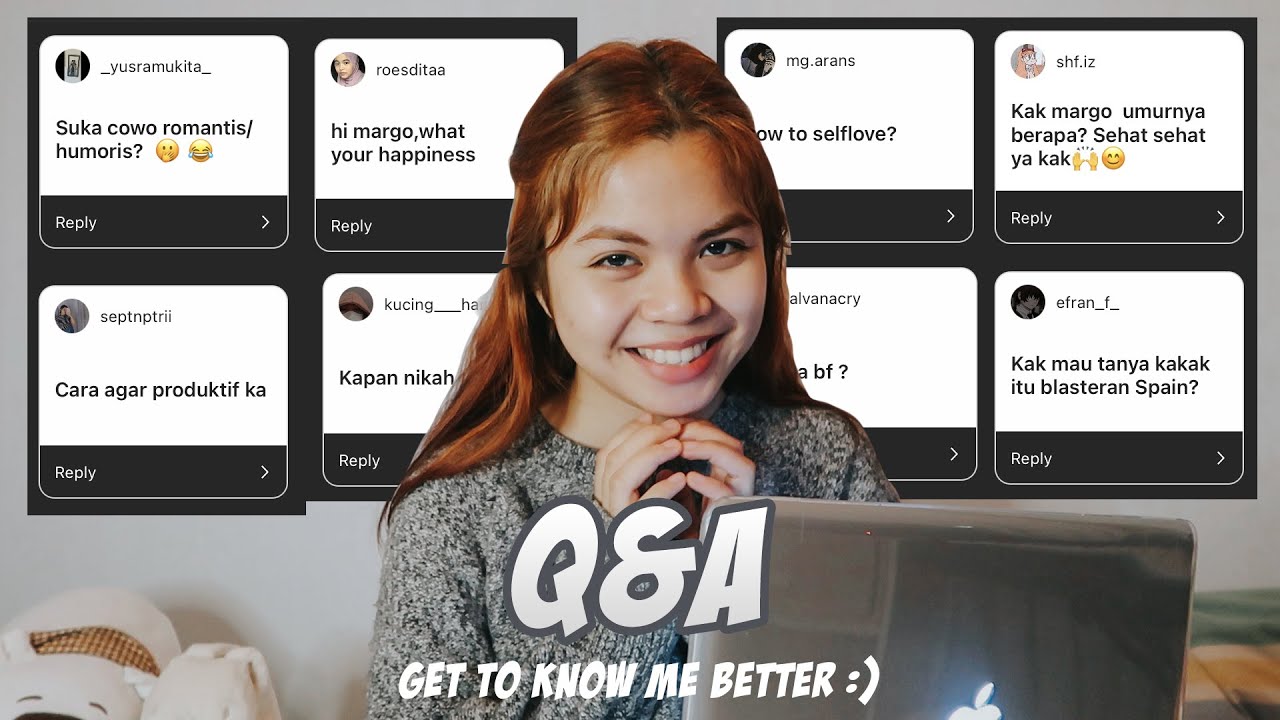 _yusramukita_
Suka cowo romantis/
humoris? 🤭 😂
Reply
roesditaa
hi margo,what
your happiness
Reply
mg.arans
to selflove?
shf.iz
Kak margo umurnya
berapa? Sehat sehat
ya kak🙌😊
Reply
septnptrii
Cara agar produktif ka
Reply
kucing___ha
Kapan nikah
Reply
alvanacry
bf ?
efran_f_
Kak mau tanya kakak
itu blasteran Spain?
Reply
Q&A
GET TO KNOW ME BETTER :)